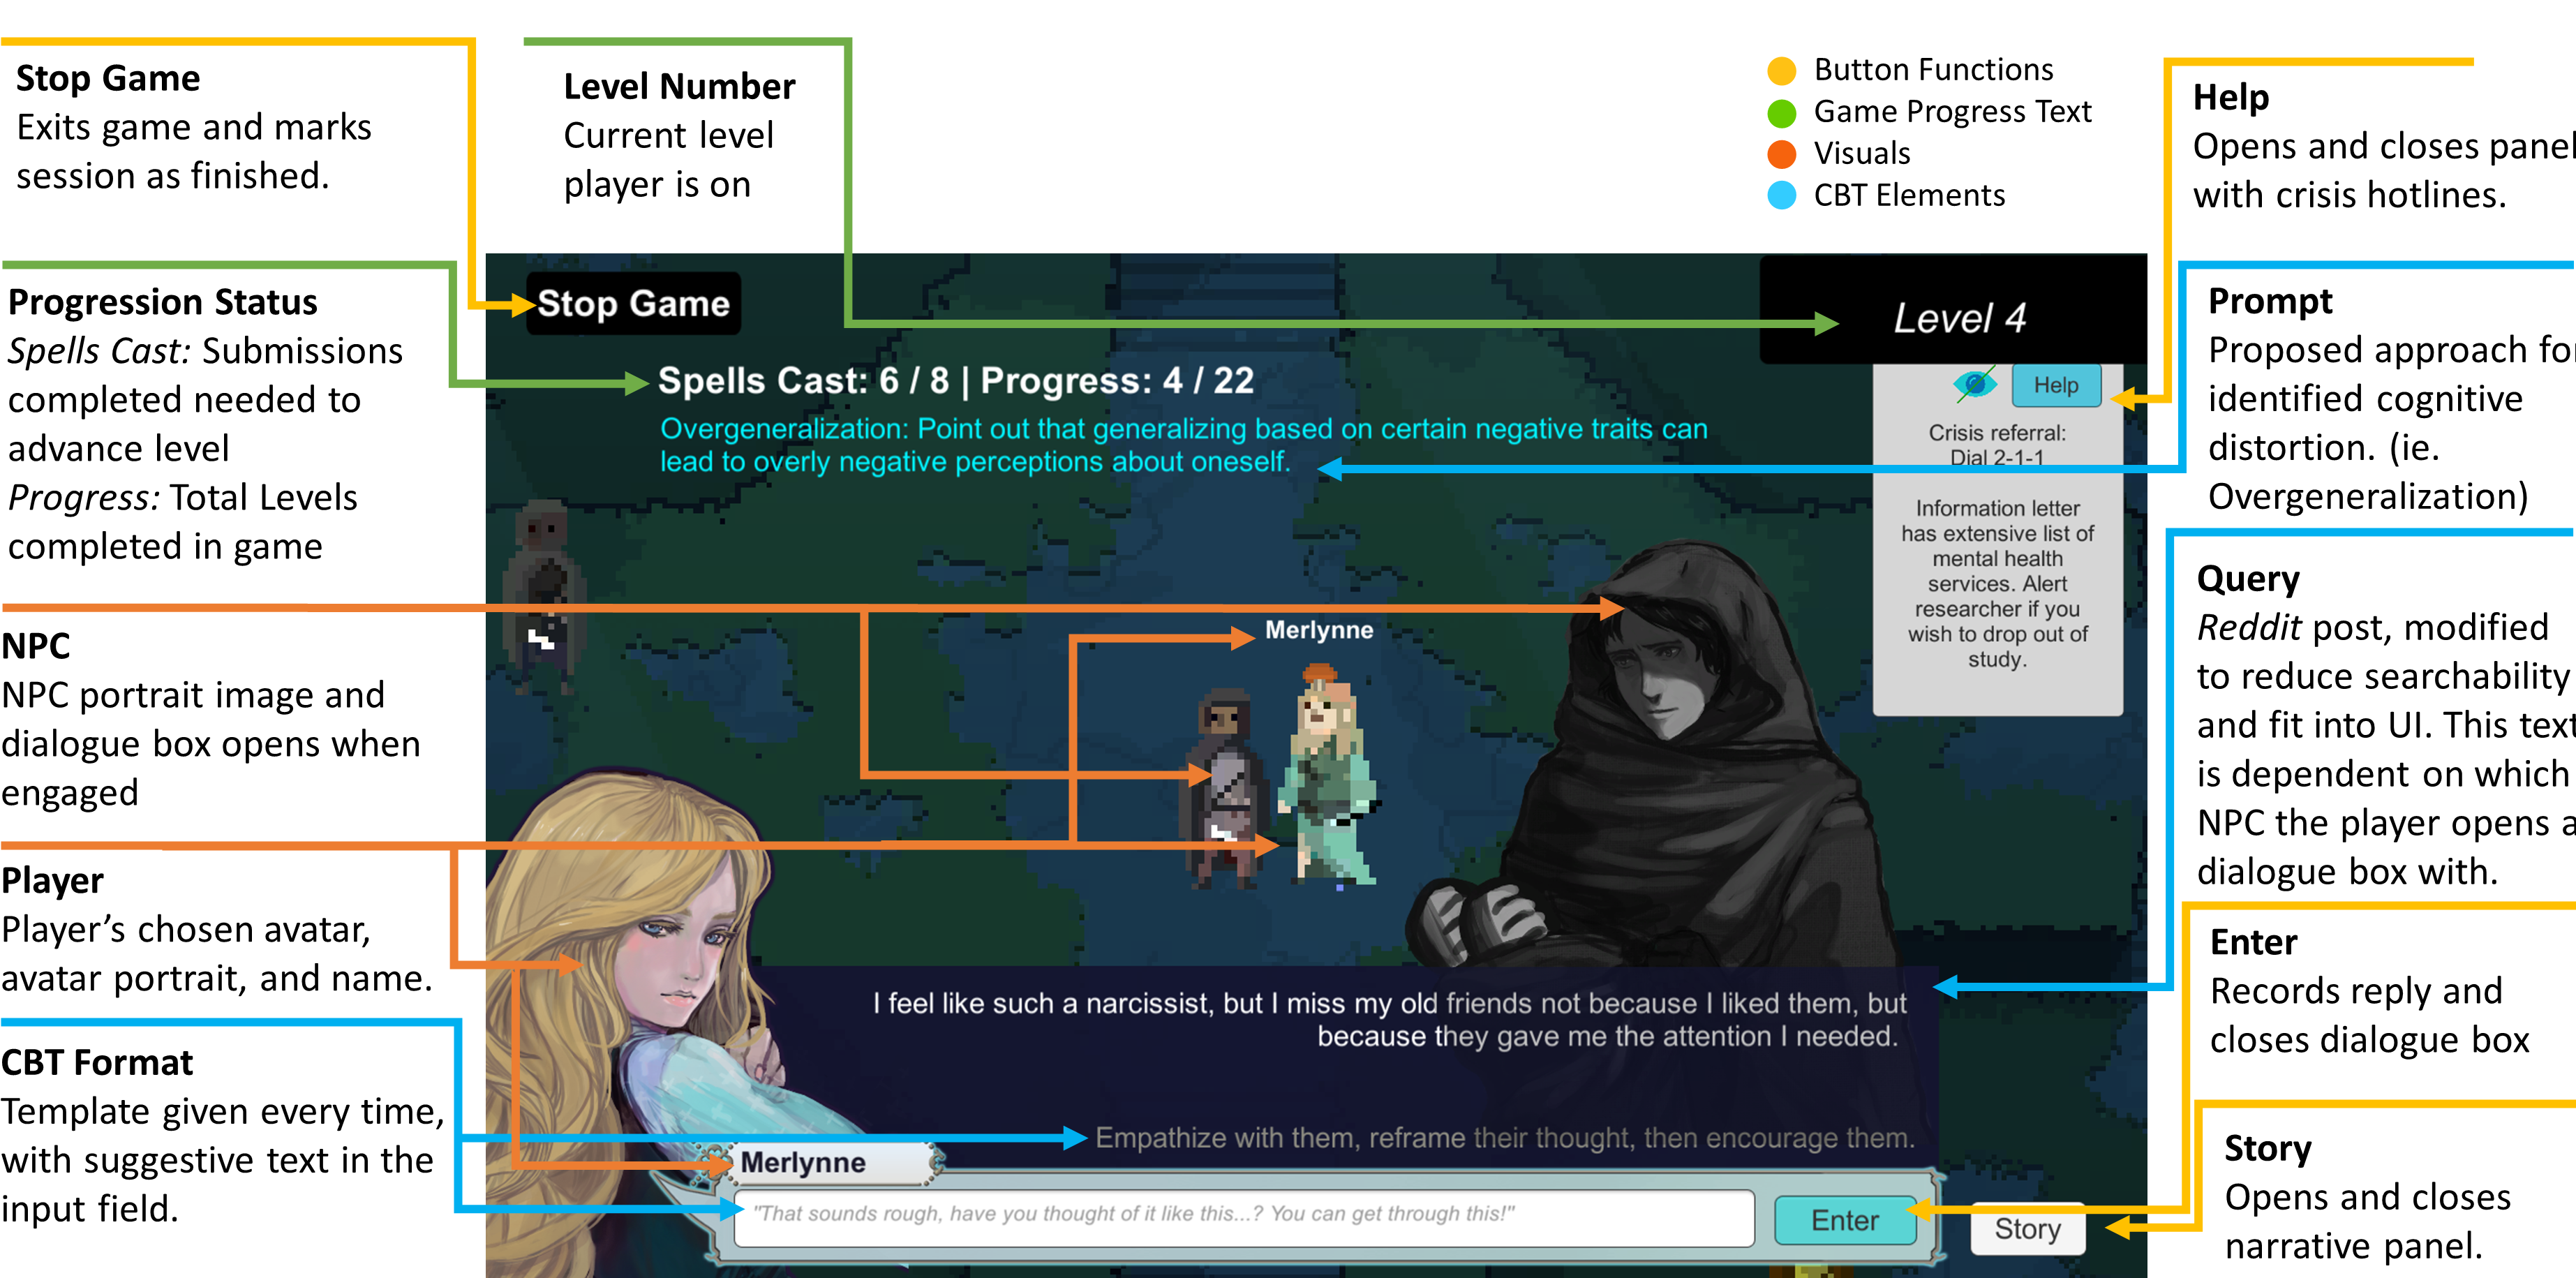 Stop Game
Exits game and marks
session as finished.
Level Number
Current level
player is on
Button Functions
Game Progress Text
Visuals
CBT Elements
Help
Opens and closes panel
with crisis hotlines.
Progression Status
Spells Cast: Submissions
completed needed to
advance level
Progress: Total Levels
completed in game
NPC
NPC portrait image and
dialogue box opens when
engaged
Player
Player's chosen avatar,
avatar portrait, and name.
CBT Format
Template given every time,
with suggestive text in the
input field.
Stop Game
Level 4
Spells Cast: 6 / 8 | Progress: 4 / 22
Overgeneralization: Point out that generalizing based on certain negative traits can
lead to overly negative perceptions about oneself.
Help
Crisis referral:
Dial 2-1-1
Information letter
has extensive list of
mental health
services. Alert
researcher if you
wish to drop out of
study.
Merlynne
I feel like such a narcissist, but I miss my old friends not because I liked them, but
because they gave me the attention I needed.
Empathize with them, reframe their thought, then encourage them.
Merlynne
"That sounds rough, have you thought of it like this...? You can get through this!"
Enter
Story
Prompt
Proposed approach for
identified cognitive
distortion. (ie.
Overgeneralization)
Query
Reddit post, modified
to reduce searchability
and fit into UI. This text
is dependent on which
NPC the player opens a
dialogue box with.
Enter
Records reply and
closes dialogue box
Story
Opens and closes
narrative panel.